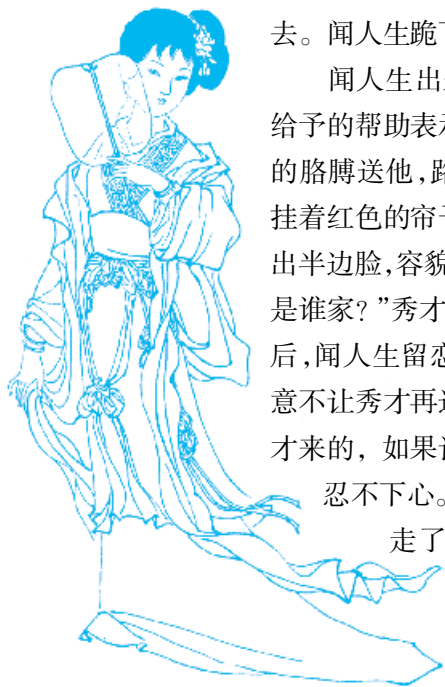 去。闻人生跪
闻人生出
给予的帮助表
的胳膊送他,路
挂着红色的帘子
出半边脸,容貌
是谁家?”秀才
后,闻人生留恋
意不让秀才再
才来的,如果
忍不下心。
走了